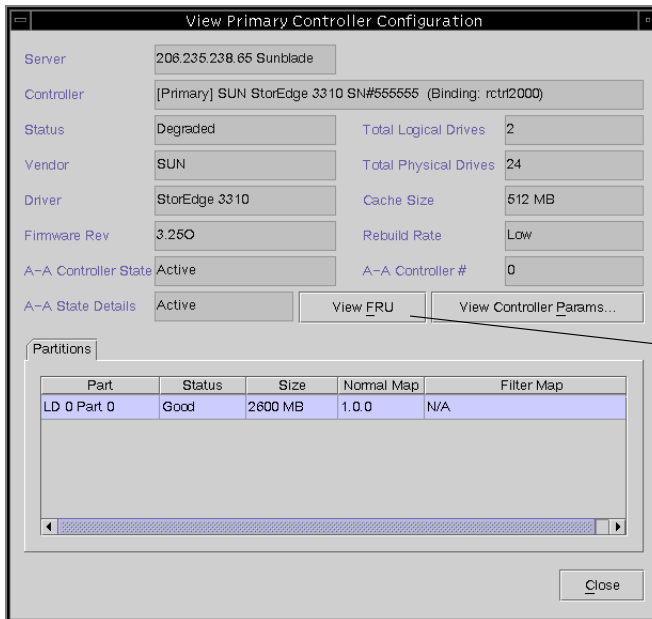 View Primary Controller Configuration
Server 206.235.238.65 Sunblade
Controller [Primary] SUN StorEdge 3310 SN#555555 (Binding: rctrl2000)
Status Degraded Total Logical Drives 2
Vendor SUN Total Physical Drives 24
Driver StorEdge 3310 Cache Size 512 MB
Firmware Rev 3.25O Rebuild Rate Low
A-A Controller State Active A-A Controller # 0
A-A State Details Active View FRU View Controller Params...
Partitions
Part Status Size Normal Map Filter Map
LD 0 Part 0 Good 2600 MB 1.0.0 N/A
Close